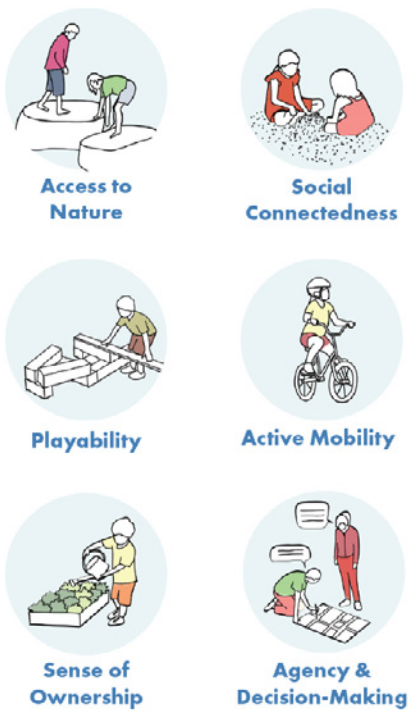 Access to
Nature
Social
Connectedness
Playability
Active Mobility
Sense of
Ownership
Agency &
Decision-Making